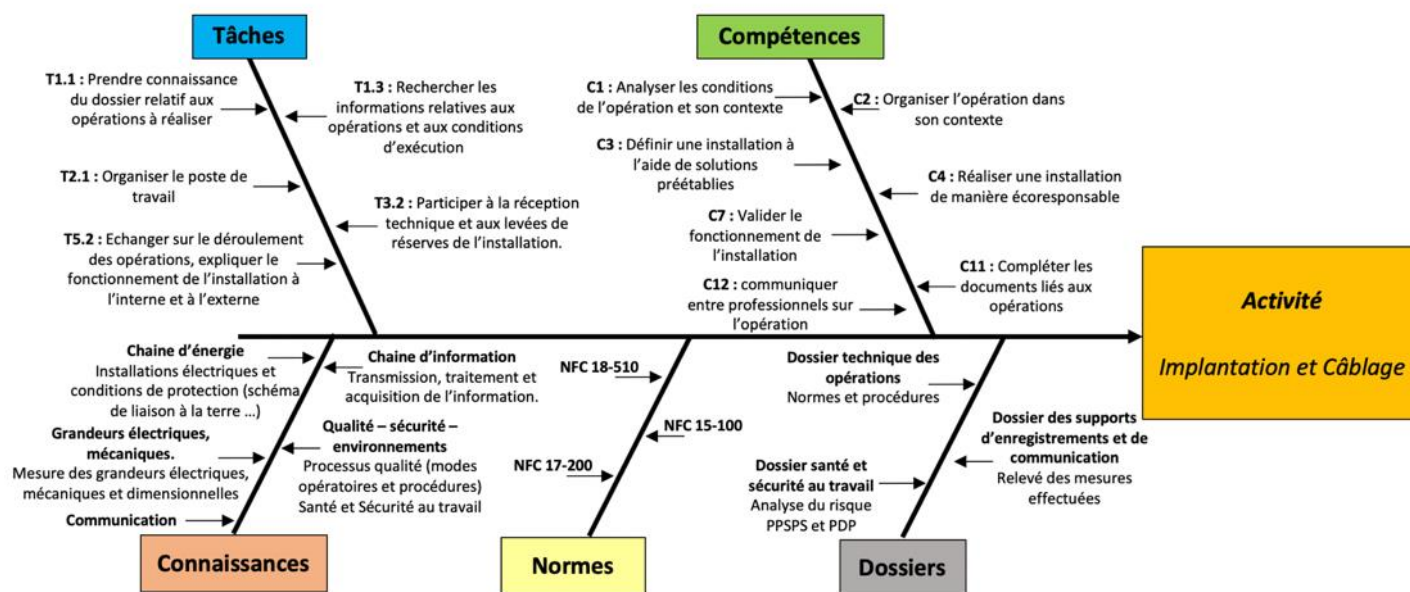 Tâches
T1.1 : Prendre connaissance
du dossier relatif aux
opérations à réaliser
T1.3 : Rechercher les
informations relatives aux
opérations et aux conditions
d'exécution
T2.1 : Organiser le poste de
travail
T3.2 : Participer à la réception
technique et aux levées de
réserves de l'installation.
T5.2 : Echanger sur le déroulement
des opérations, expliquer le
fonctionnement de l'installation à
l'interne et à l'externe
Compétences
C1 : Analyser les conditions
de l'opération et son contexte
C2 : Organiser l'opération dans
son contexte
C3 : Définir une installation à
l'aide de solutions
préétablies
C4 : Réaliser une installation
de manière écoresponsable
C7 : Valider le
fonctionnement de
l'installation
C11 : Compléter les
documents liés aux
opérations
C12 : communiquer
entre professionnels sur
l'opération
Activité
Implantation et Câblage
Chaine d'énergie
Installations électriques et
conditions de protection (schéma
de liaison à la terre ...)
Chaine d'information
Transmission, traitement et
acquisition de l'information.
Grandeurs électriques,
mécaniques.
Mesure des grandeurs électriques,
mécaniques et dimensionnelles
Qualité – sécurité –
environnements
Processus qualité (modes
opératoires et procédures)
Santé et Sécurité au travail
Communication
Connaissances
NFC 18-510
NFC 15-100
NFC 17-200
Normes
Dossier technique des
opérations
Normes et procédures
Dossier des supports
d'enregistrements et de
communication
Relevé des mesures
effectuées
Dossier santé et
sécurité au travail
Analyse du risque
PPSPS et PDP
Dossiers